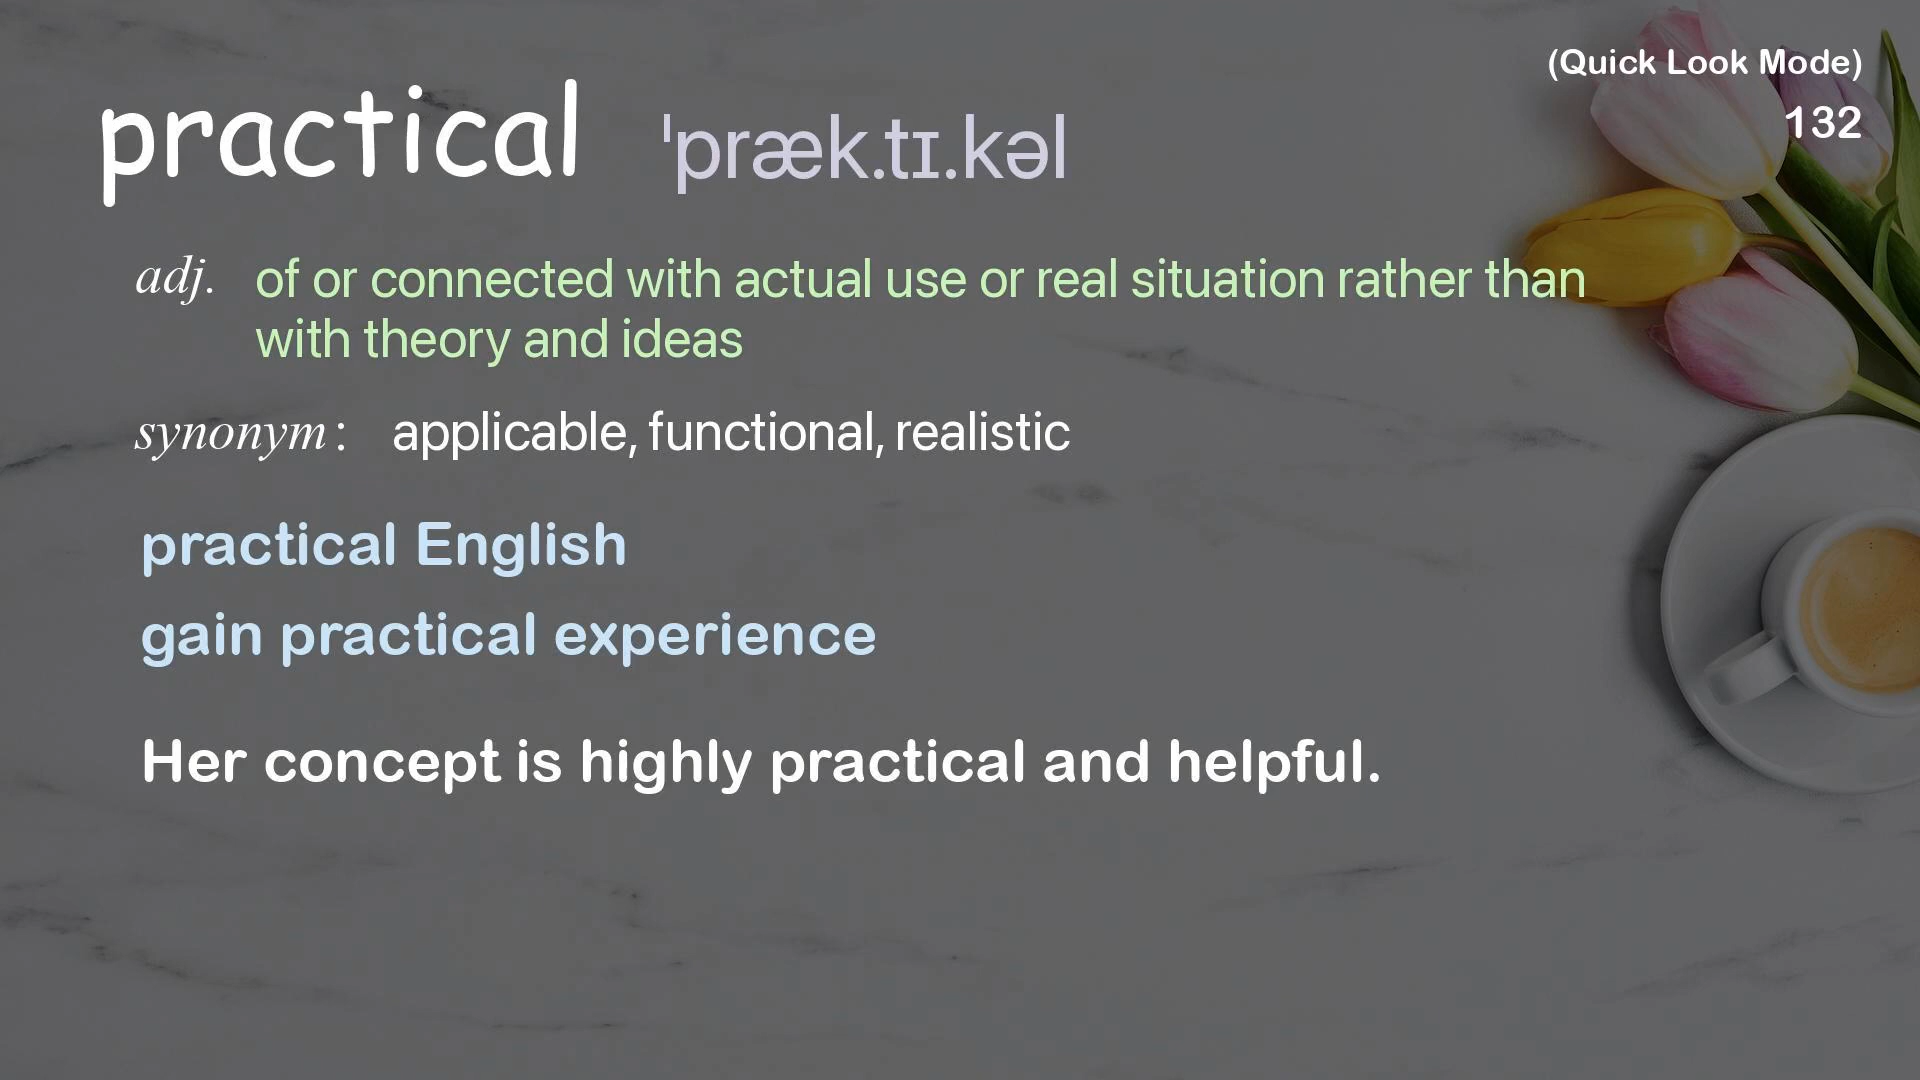 (Quick Look Mode)
132
practical ˈpræk.tɪ.kəl
adj. of or connected with actual use or real situation rather than
with theory and ideas
synonym: applicable, functional, realistic
practical English
gain practical experience
Her concept is highly practical and helpful.